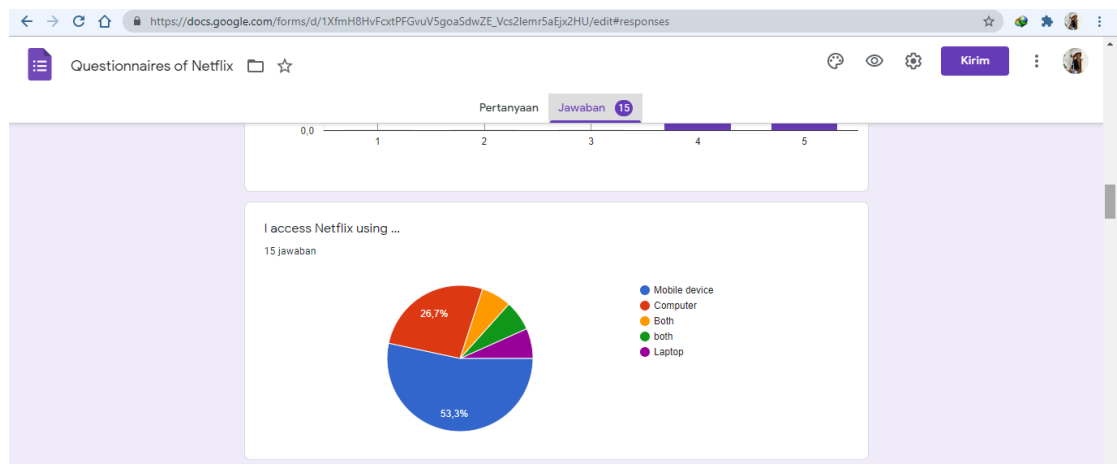 https://docs.google.com/forms/d/1XfmH8HvFcxtPFGvuV5goaSdwZE_Vcs2Iemr5aEjx2HU/edit#responses
Questionnaires of Netflix
Kirim
Pertanyaan Jawaban 15
0,0
1 2 3 4 5
I access Netflix using ...
15 jawaban
26,7%
53,3%
Mobile device
Computer
Both
both
Laptop